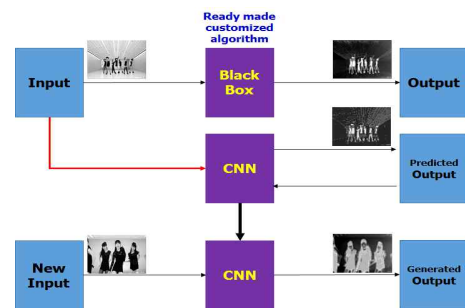 Ready made
customized
algorithm
Input
Black
Box
Output
CNN
Predicted
Output
New
Input
CNN
Generated
Output